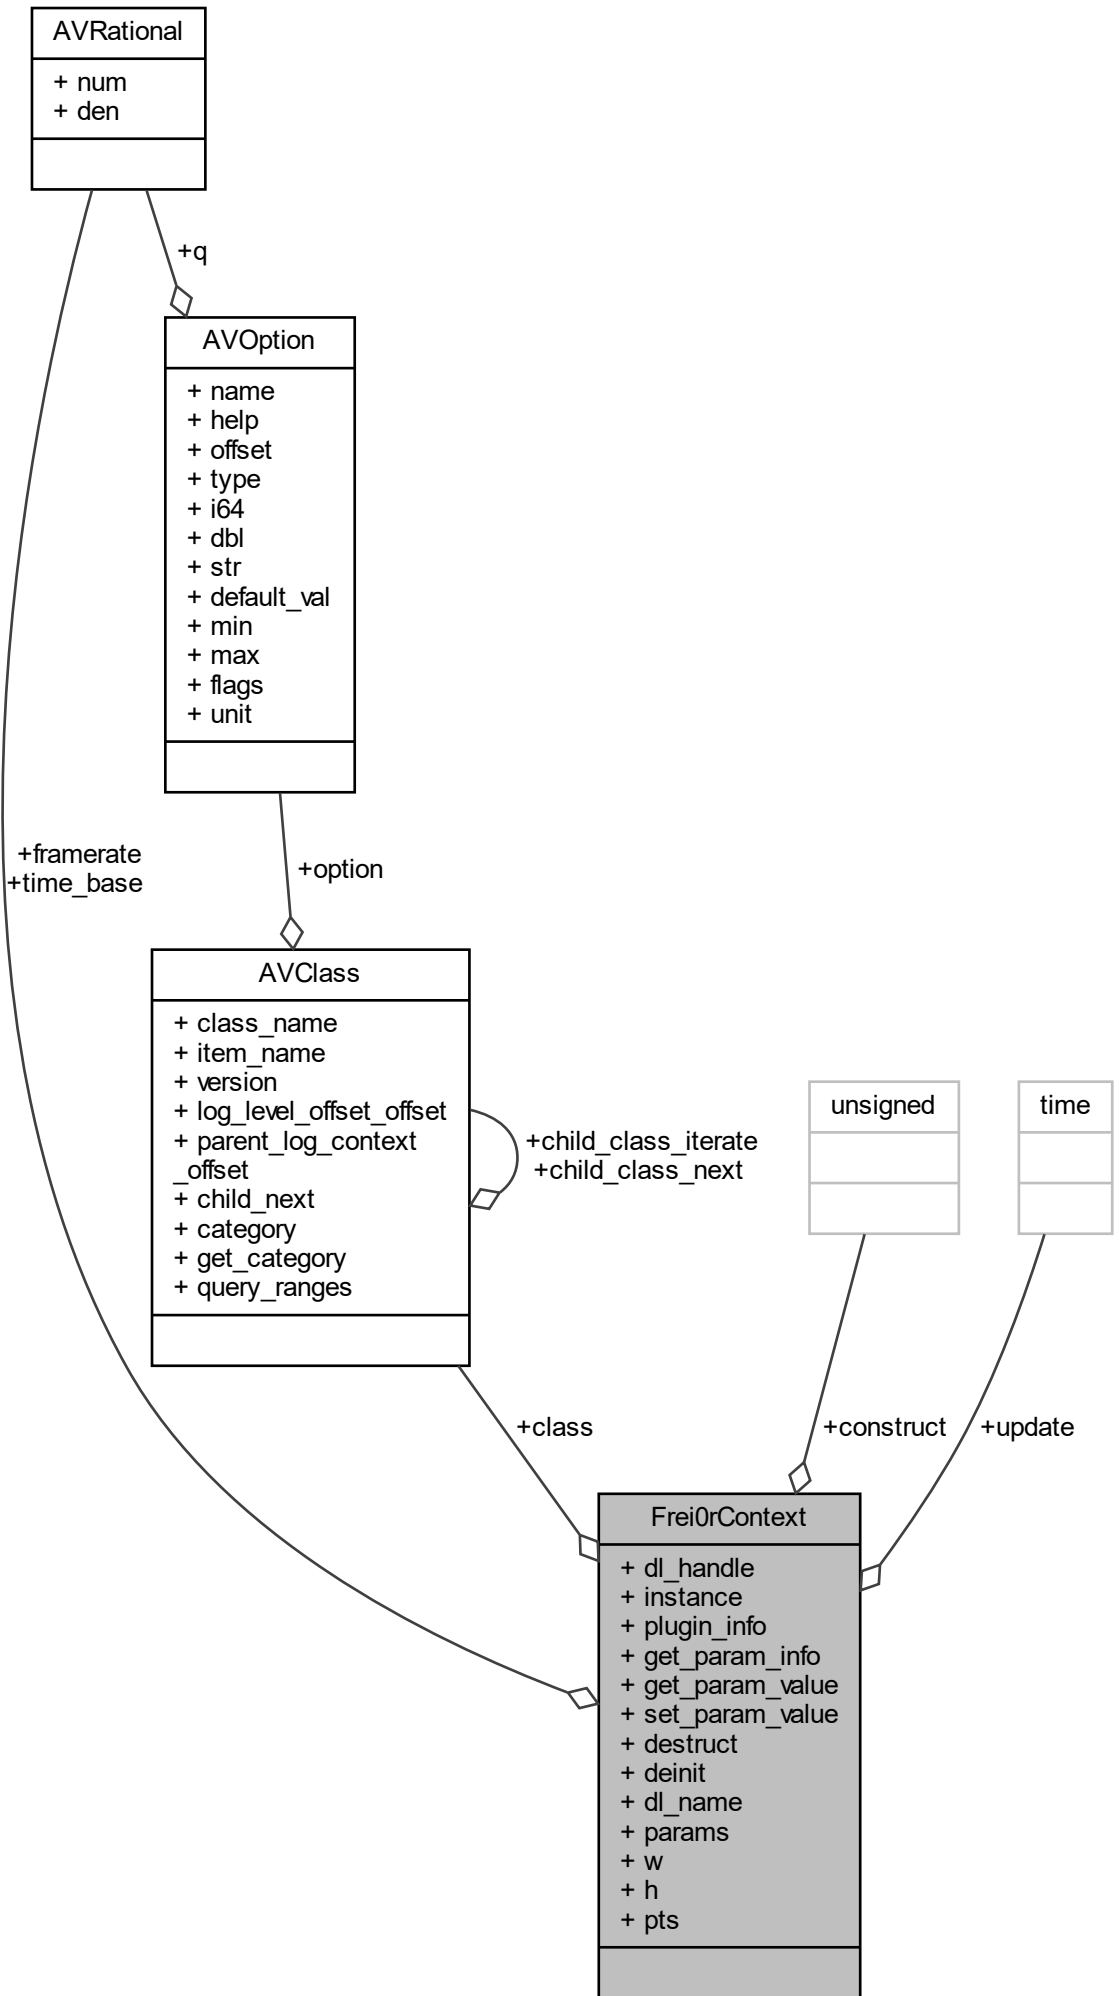 AVRational
+ num
+ den
+q
AVOption
+ name
+ help
+ offset
+ type
+ i64
+ dbl
+ str
+ default_val
+ min
+ max
+ flags
+ unit
+framerate
+time_base
+option
AVClass
+ class_name
+ item_name
+ version
+ log_level_offset_offset
+ parent_log_context
_offset
+ child_next
+ category
+ get_category
+ query_ranges
+child_class_iterate
+child_class_next
unsigned
time
+class
+construct
+update
Frei0rContext
+ dl_handle
+ instance
+ plugin_info
+ get_param_info
+ get_param_value
+ set_param_value
+ destruct
+ deinit
+ dl_name
+ params
+ w
+ h
+ pts